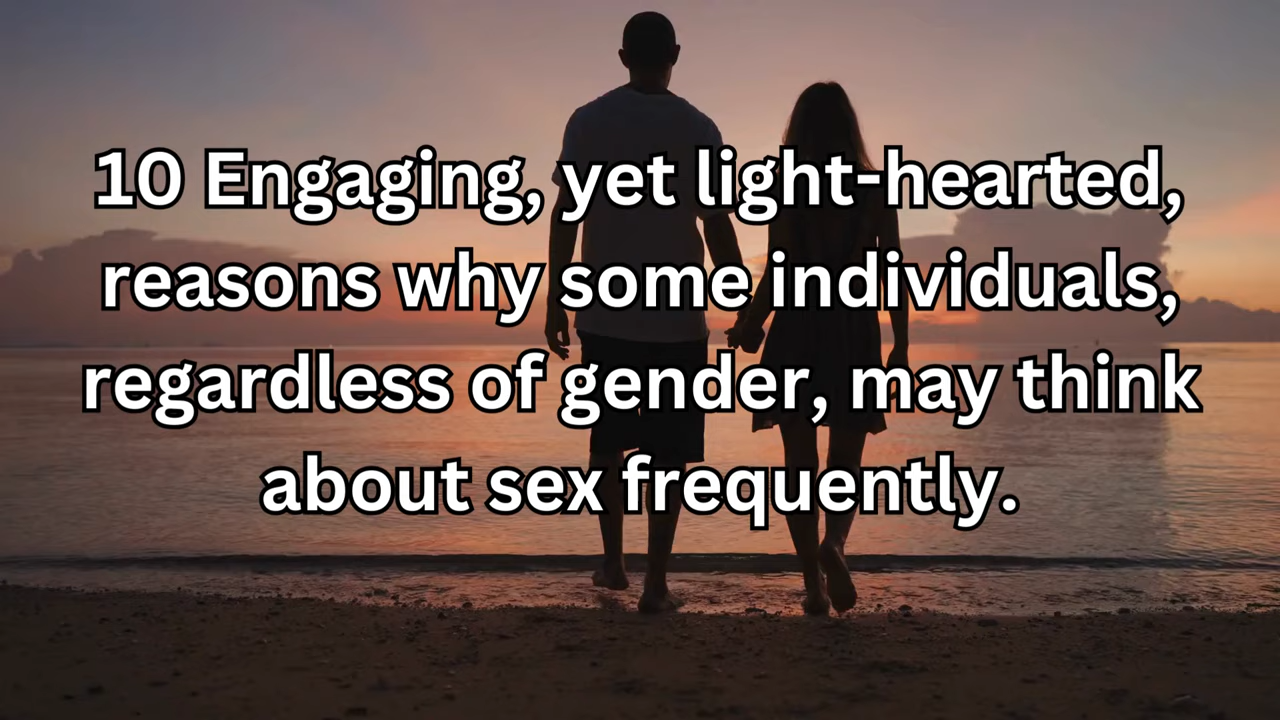 10 Engaging, yet light-hearted,
reasons why some individuals,
regardless of gender, may think
about sex frequently.